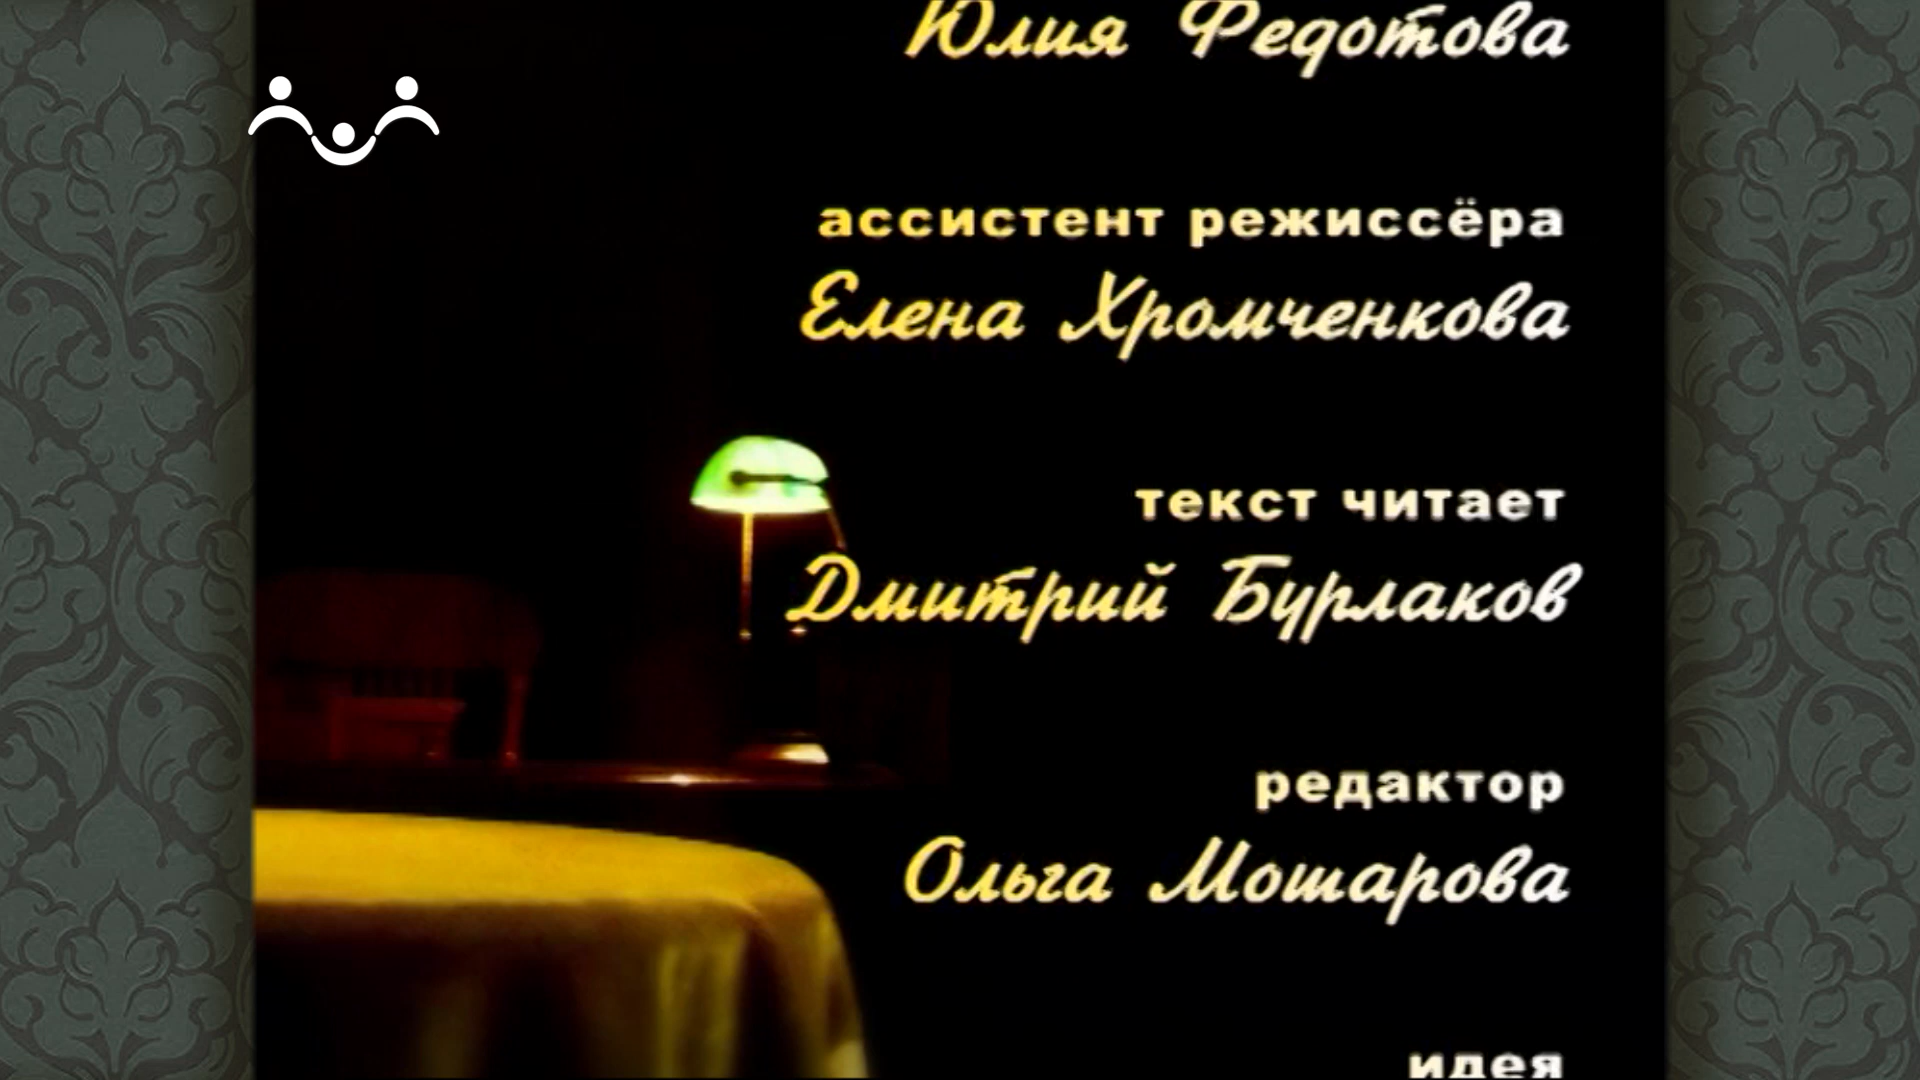 Юлия Федотова
ассистент режиссёра
Елена Хромченкова
текст читает
Дмитрий Бурлаков
редактор
Ольга Мошарова
идея